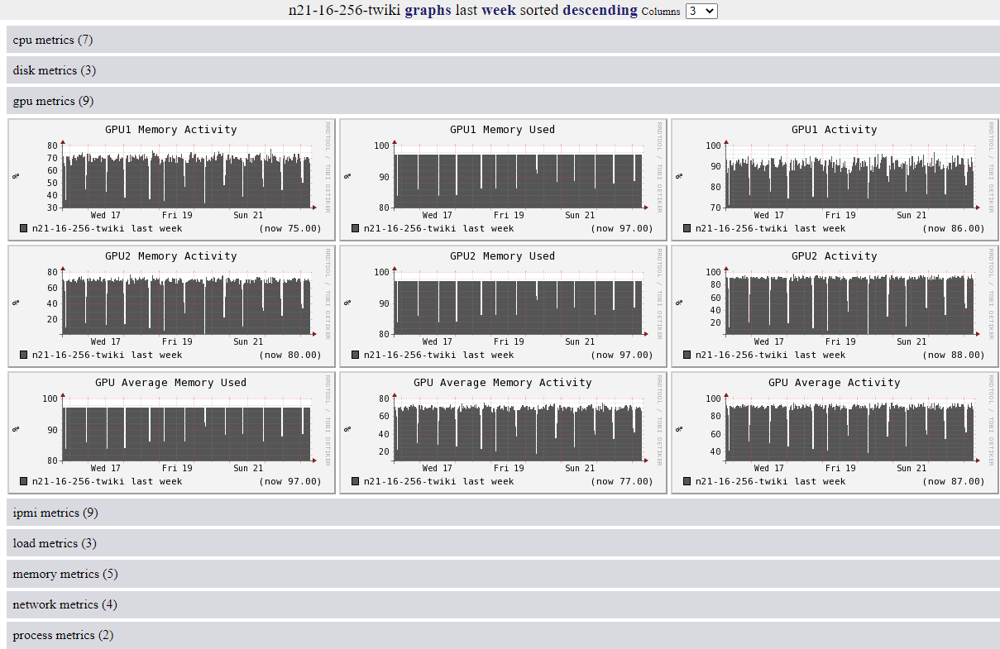 n21-16-256-twiki graphs last week sorted descending Columns 3
cpu metrics (7)
disk metrics (3)
gpu metrics (9)
GPU1 Memory Activity
80
70
60
50
40
30
%
Wed 17 Fri 19 Sun 21
n21-16-256-twiki last week (now 75.00)
RRDTOOL / TOBI OETIKER
GPU1 Memory Used
100
90
80
%
Wed 17 Fri 19 Sun 21
n21-16-256-twiki last week (now 97.00)
RRDTOOL / TOBI OETIKER
GPU1 Activity
100
90
80
70
%
Wed 17 Fri 19 Sun 21
n21-16-256-twiki last week (now 86.00)
RRDTOOL / TOBI OETIKER
GPU2 Memory Activity
80
60
40
20
%
Wed 17 Fri 19 Sun 21
n21-16-256-twiki last week (now 80.00)
RRDTOOL / TOBI OETIKER
GPU2 Memory Used
100
90
80
%
Wed 17 Fri 19 Sun 21
n21-16-256-twiki last week (now 97.00)
RRDTOOL / TOBI OETIKER
GPU2 Activity
100
80
60
40
20
%
Wed 17 Fri 19 Sun 21
n21-16-256-twiki last week (now 88.00)
RRDTOOL / TOBI OETIKER
GPU Average Memory Used
100
90
80
%
Wed 17 Fri 19 Sun 21
n21-16-256-twiki last week (now 97.00)
RRDTOOL / TOBI OETIKER
GPU Average Memory Activity
80
60
40
20
%
Wed 17 Fri 19 Sun 21
n21-16-256-twiki last week (now 77.00)
RRDTOOL / TOBI OETIKER
GPU Average Activity
100
80
60
40
%
Wed 17 Fri 19 Sun 21
n21-16-256-twiki last week (now 87.00)
RRDTOOL / TOBI OETIKER
ipmi metrics (9)
load metrics (3)
memory metrics (5)
network metrics (4)
process metrics (2)